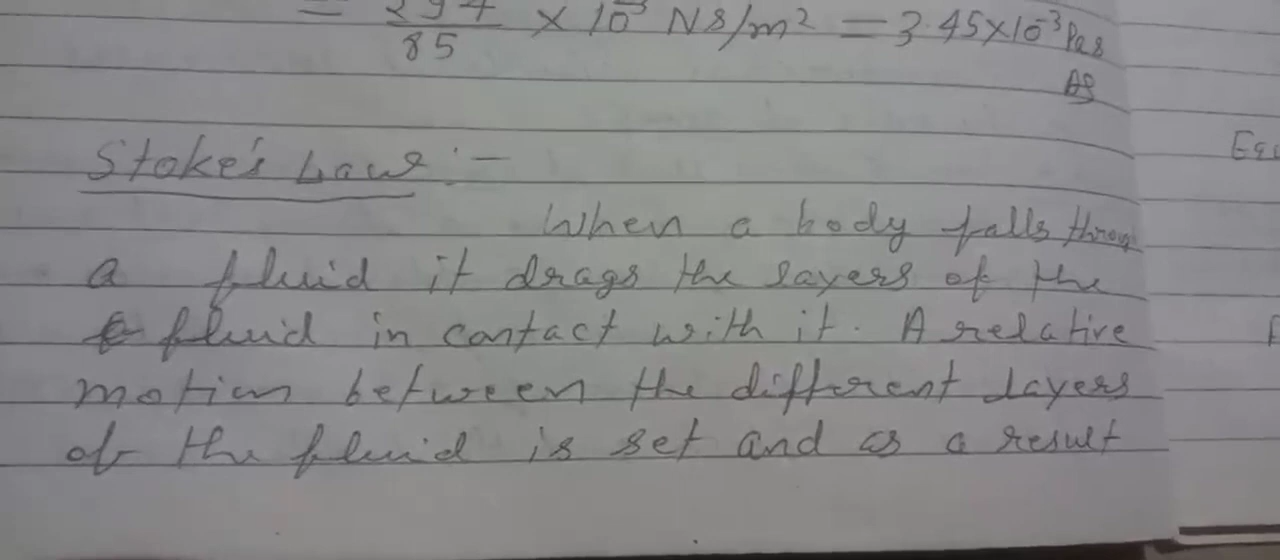 = 294/85 × 10⁻³ NS/m² = 3.45×10⁻³ Pas
Stoke's Law :-
When a body falls through
a fluid it drags the layers of the
fluid in contact with it. A relative
motion between the different layers
of the fluid is set and as a result